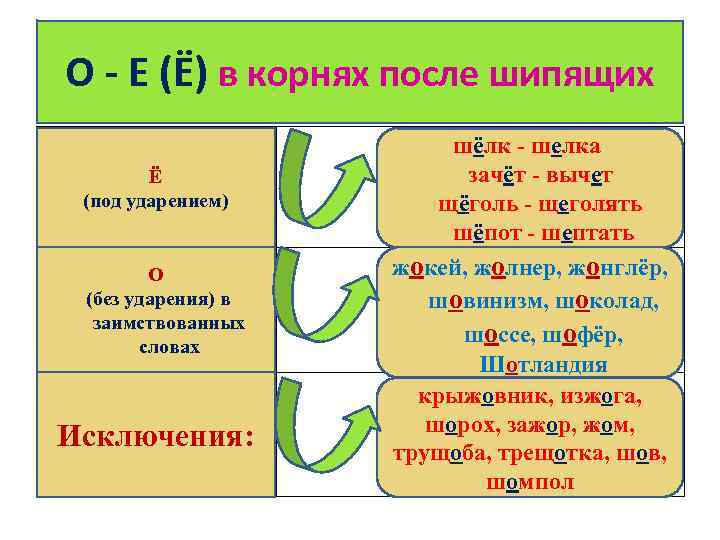 О - Е (Ё) в корнях после шипящих
Ё
(под ударением)
шёлк - шелка
зачёт - вычет
щёголь - щеголять
шёпот - шептать
О
(без ударения) в
заимствованных
словах
жокей, жолнер, жонглёр,
шовинизм, шоколад,
шоссе, шофёр,
Шотландия
Исключения:
крыжовник, изжога,
шорох, зажор, жом,
трущоба, трещотка, шов,
шомпол